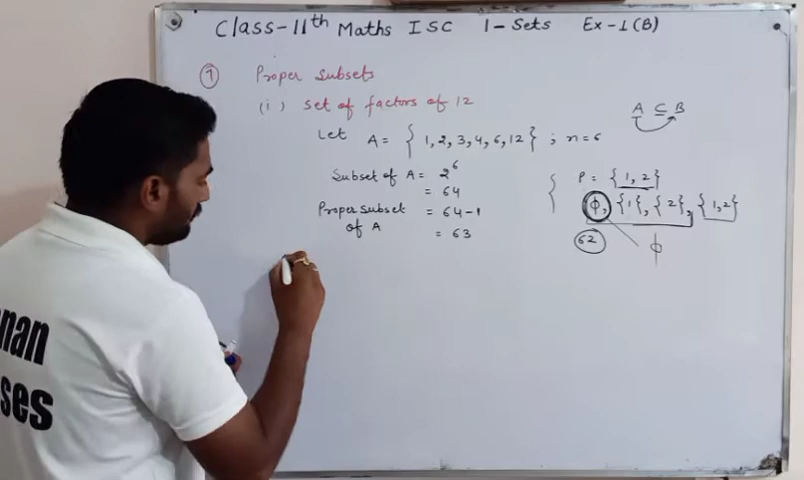 Class-11th Maths ISC 1-Sets Ex-1(B)
7 Proper Subsets
(i) Set of factors of 12
Let A = { 1, 2, 3, 4, 6, 12 } ; n = 6
Subset of A = 2^6
= 64
Proper Subset = 64-1
of A = 63
A ⊆ B
P = { 1, 2 }
{ ϕ, {1}, {2}, {1,2}
62 ϕ
nan
ses